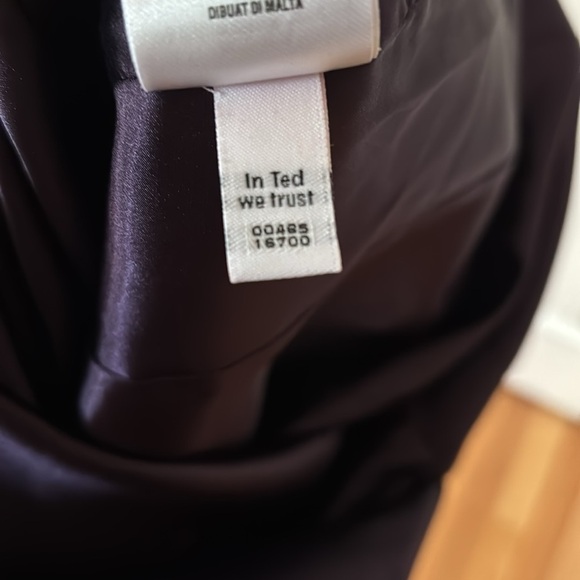 DIBUAT DI MALTA
In Ted
we trust
00465
16700